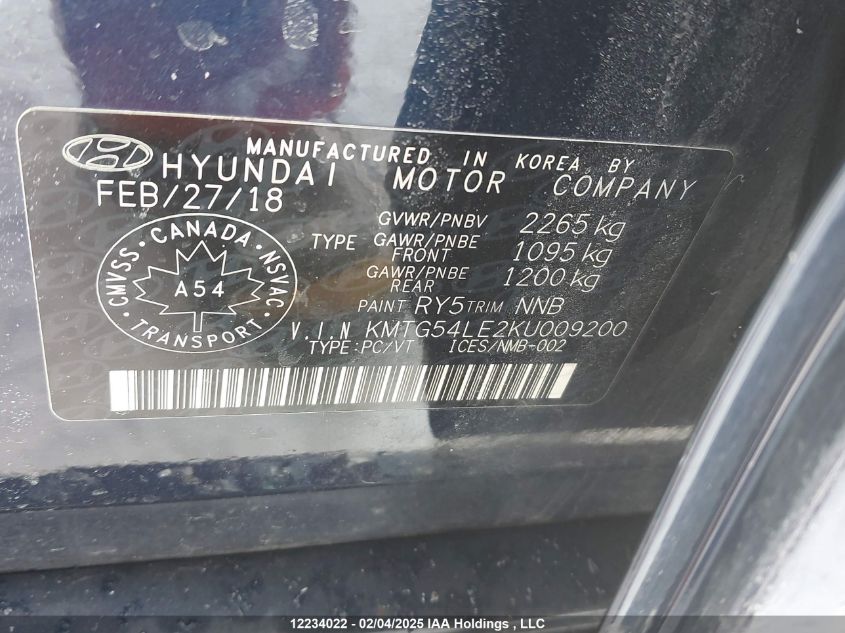 MANUFACTURED IN KOREA BY
HYUNDAI MOTOR COMPANY
FEB/27/18
GVWR/PNBV 2265 kg
TYPE GAWR/PNBE FRONT 1095 kg
GAWR/PNBE REAR 1200 kg
CMVSS · CANADA · NSVAC
A54
· TRANSPORT ·
PAINT RY5 TRIM NNB
V.I.N KMTG54LE2KU009200
TYPE:PC/VT ICES/NMB-002
12234022 - 02/04/2025 IAA Holdings , LLC